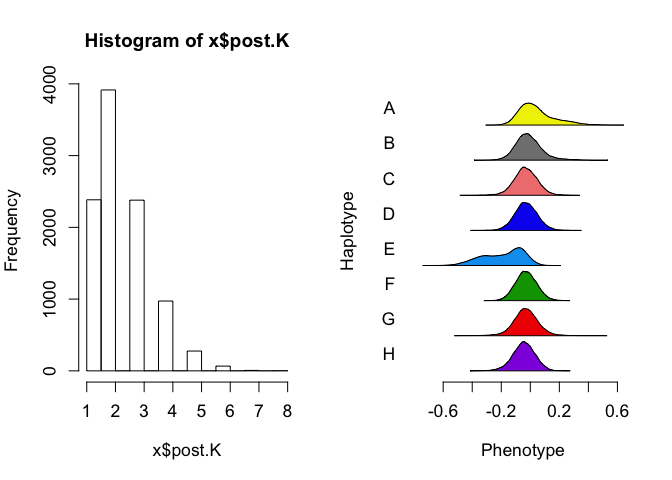 Histogram of x$post.K
Frequency
0
1000
2000
3000
4000
1 2 3 4 5 6 7 8
x$post.K
Haplotype
A
B
C
D
E
F
G
H
-0.6 -0.2 0.2 0.6
Phenotype